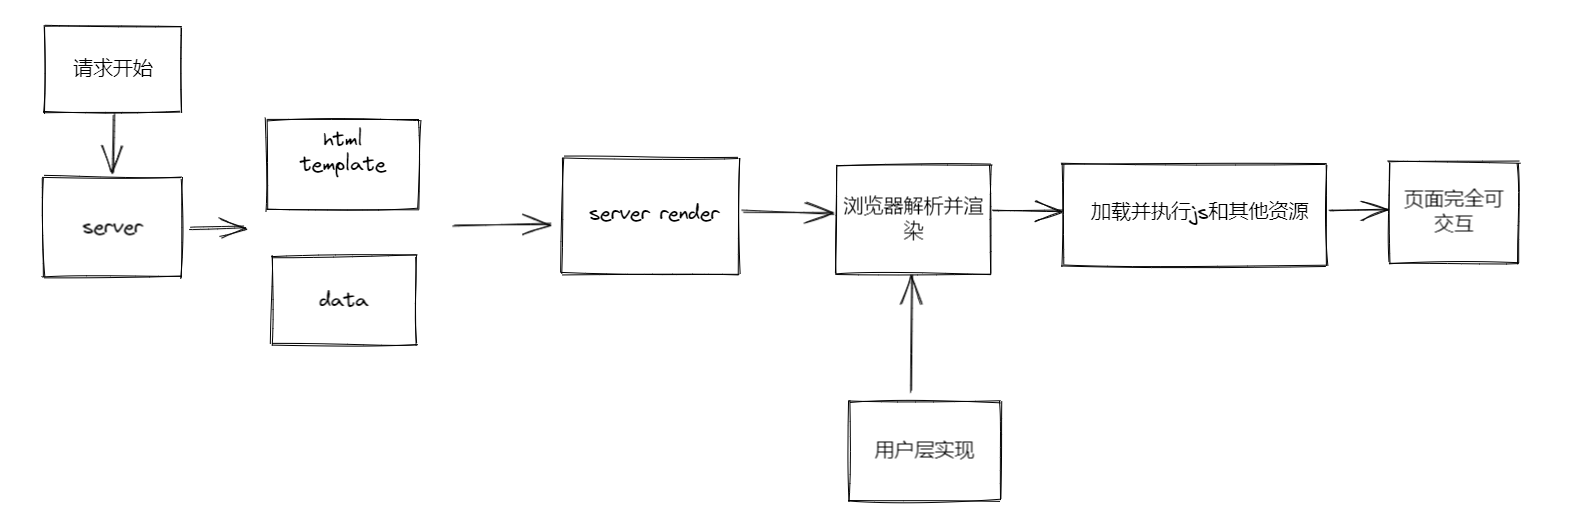 请求开始
server
html
template
data
server render
浏览器解析并渲
染
用户层实现
加载并执行js和其他资源
页面完全可
交互